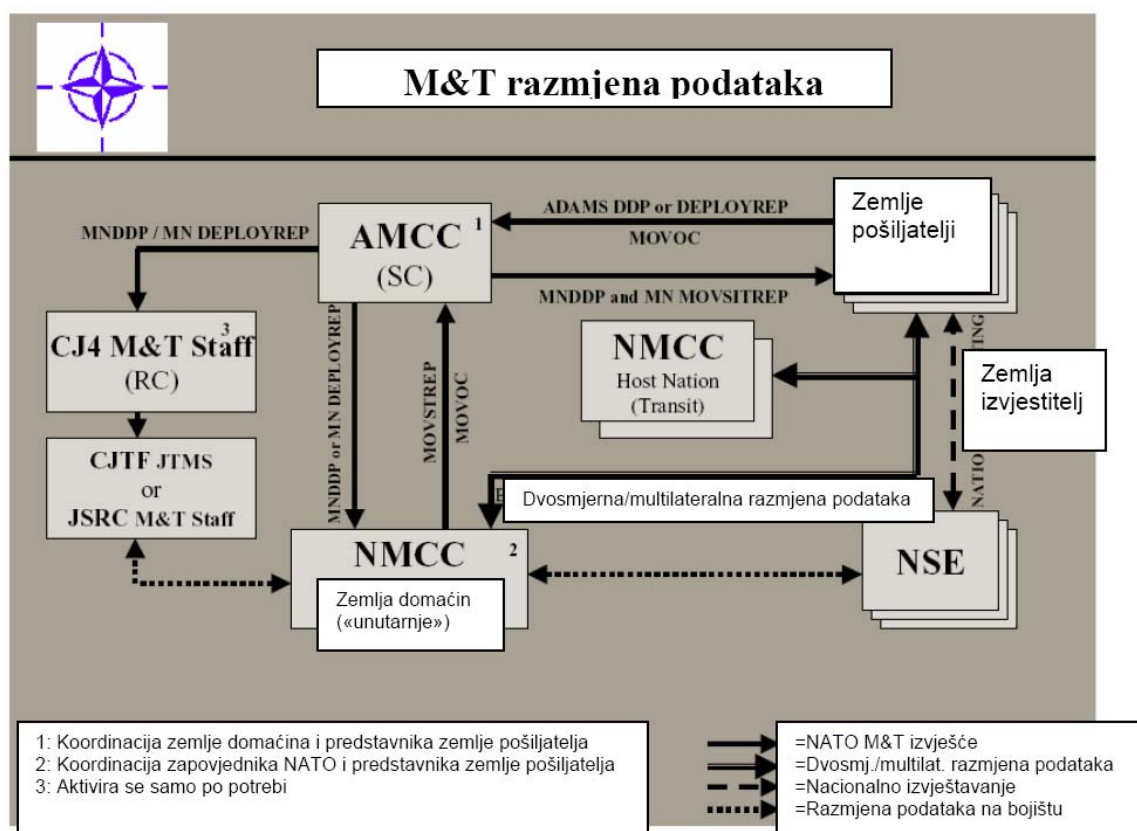 M&T razmjena podataka
MNDDP / MN DEPLOYREP
AMCC 1
(SC)
ADAMS DDP or DEPLOYREP
MOVOC
MNDDP and MN MOVSITREP
Zemlje
pošiljatelji
3
CJ4 M&T Staff
(RC)
CJTF JTMS
or
JSRC M&T Staff
MNDDP or MN DEPLOYREP
MOVSTREP
MOVOC
NMCC
Host Nation
(Transit)
Zemlja
izvjestitelj
Dvosmjerna/multilateralna razmjena podataka
NMCC 2
Zemlja domaćin
(«unutarnje»)
NSE
1: Koordinacija zemlje domaćina i predstavnika zemlje pošiljatelja
2: Koordinacija zapovjednika NATO i predstavnika zemlje pošiljatelja
3: Aktivira se samo po potrebi
=NATO M&T izvješće
=Dvosmj./multilat. razmjena podataka
=Nacionalno izvještavanje
=Razmjena podataka na bojištu